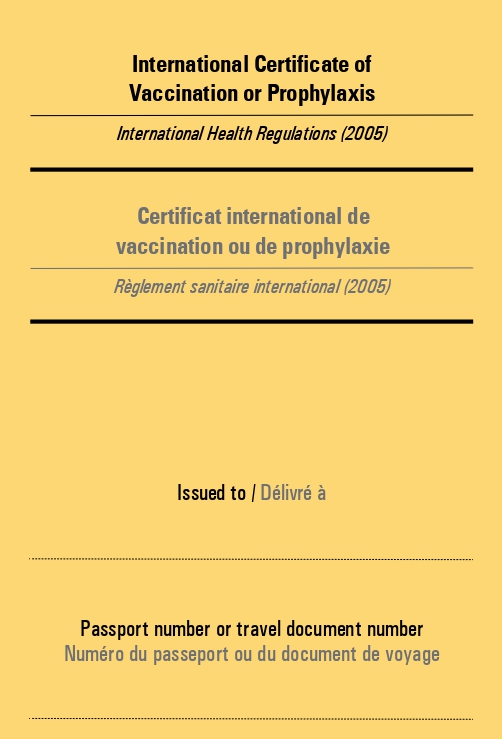 International Certificate of
Vaccination or Prophylaxis
International Health Regulations (2005)
Certificat international de
vaccination ou de prophylaxie
Règlement sanitaire international (2005)
Issued to / Délivré à
Passport number or travel document number
Numéro du passeport ou du document de voyage